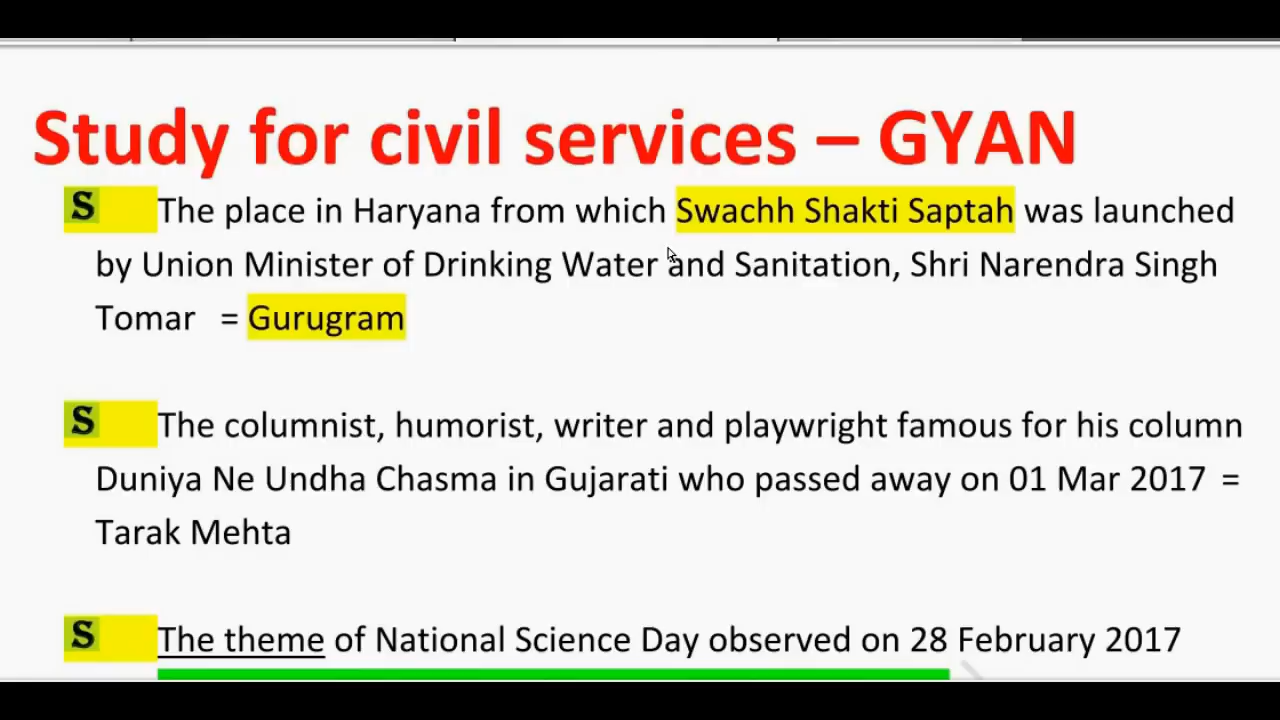 Study for civil services – GYAN
S The place in Haryana from which Swachh Shakti Saptah was launched
by Union Minister of Drinking Water and Sanitation, Shri Narendra Singh
Tomar = Gurugram
S The columnist, humorist, writer and playwright famous for his column
Duniya Ne Undha Chasma in Gujarati who passed away on 01 Mar 2017 =
Tarak Mehta
S The theme of National Science Day observed on 28 February 2017